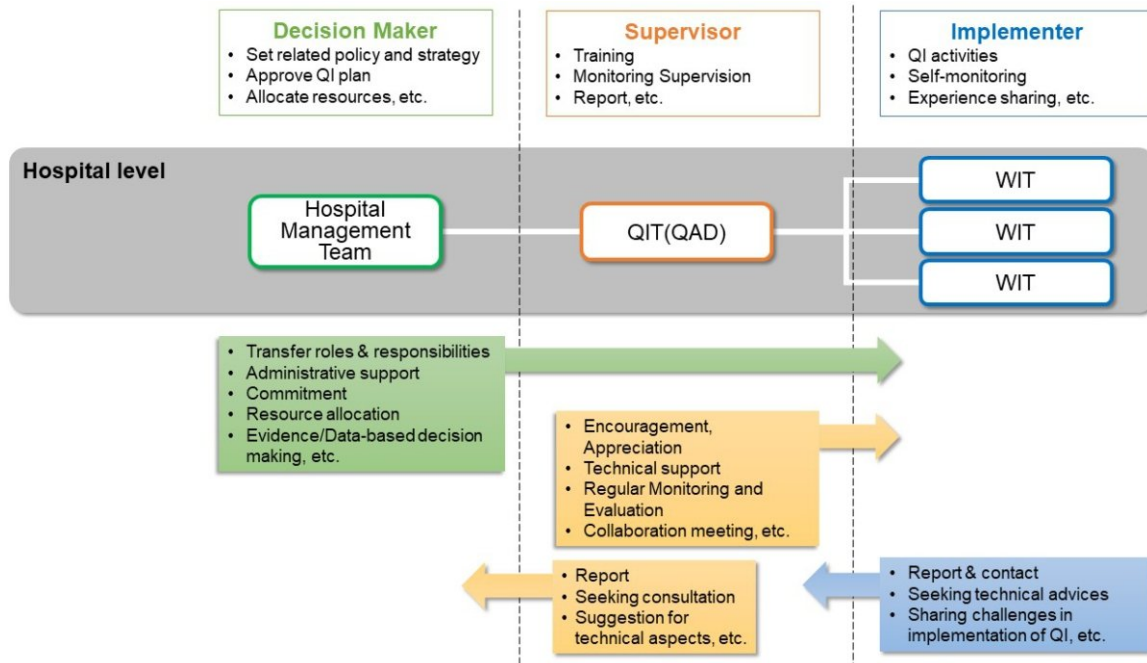 Decision Maker
• Set related policy and strategy
• Approve QI plan
• Allocate resources, etc.
Supervisor
• Training
• Monitoring Supervision
• Report, etc.
Implementer
• QI activities
• Self-monitoring
• Experience sharing, etc.
Hospital level
Hospital
Management
Team
QIT(QAD)
WIT
WIT
WIT
• Transfer roles & responsibilities
• Administrative support
• Commitment
• Resource allocation
• Evidence/Data-based decision
making, etc.
• Encouragement,
Appreciation
• Technical support
• Regular Monitoring and
Evaluation
• Collaboration meeting, etc.
• Report
• Seeking consultation
• Suggestion for
technical aspects, etc.
• Report & contact
• Seeking technical advices
• Sharing challenges in
implementation of QI, etc.